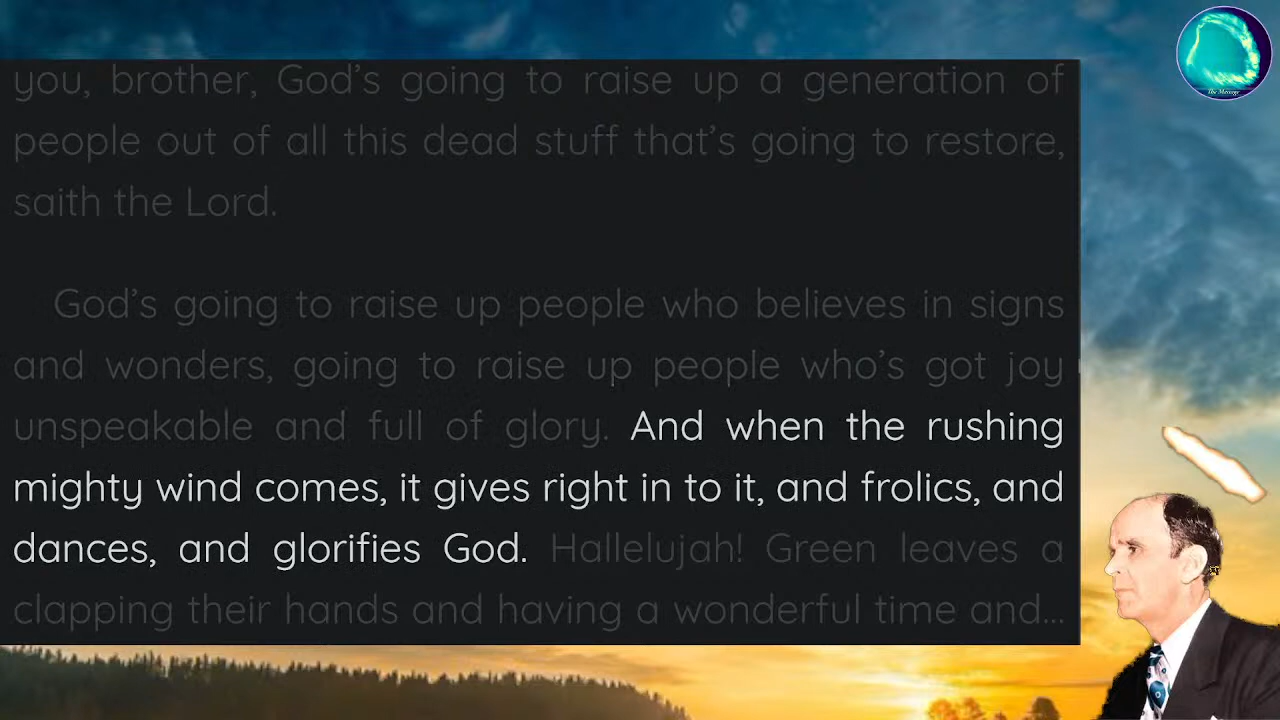 you, brother, God's going to raise up a generation of
people out of all this dead stuff that's going to restore,
saith the Lord.
God's going to raise up people who believes in signs
and wonders, going to raise up people who's got joy
unspeakable and full of glory. And when the rushing
mighty wind comes, it gives right in to it, and frolics, and
dances, and glorifies God. Hallelujah! Green leaves a
clapping their hands and having a wonderful time and...
The Message